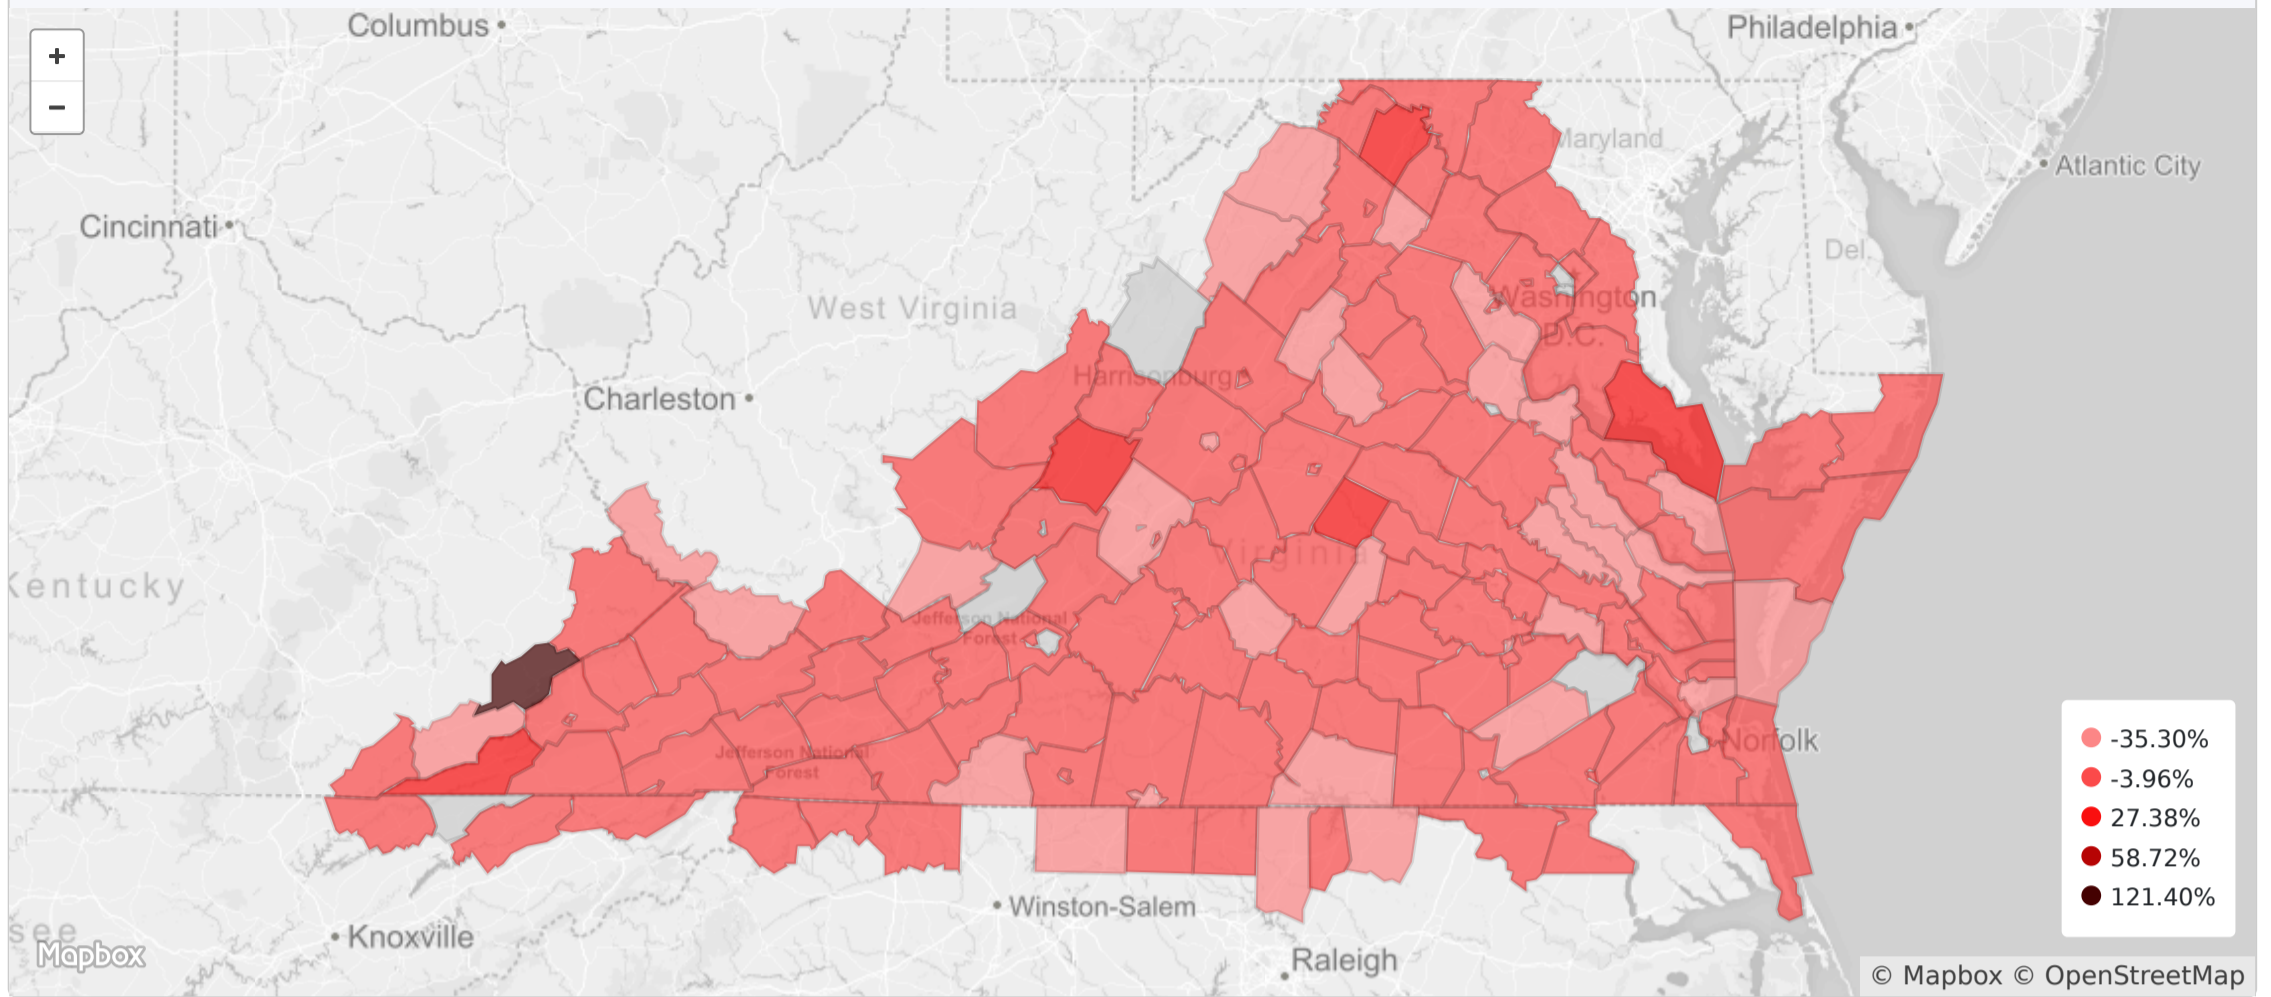 +
−
Columbus
Philadelphia
Maryland
Atlantic City
Cincinnati
Del.
West Virginia
Washington
D.C.
Harrisonburg
Charleston
Virginia
Kentucky
Jefferson National
Forest
Norfolk
Jefferson National
Forest
-35.30%
-3.96%
27.38%
58.72%
121.40%
Winston-Salem
see
Knoxville
Mapbox
Raleigh
© Mapbox © OpenStreetMap